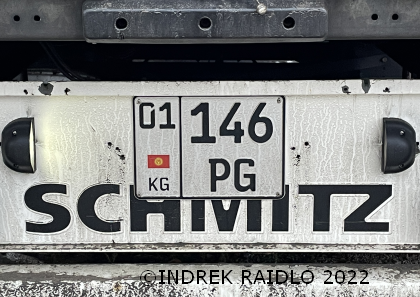 01 146
KG PG
SCHMITZ
©INDREK RAIDLO 2022